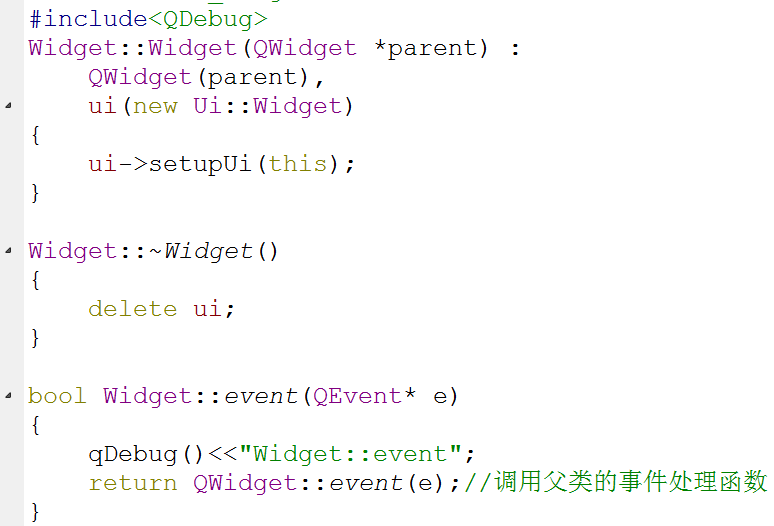 #include<QDebug>
Widget::Widget(QWidget *parent) :
    QWidget(parent),
    ui(new Ui::Widget)
{
    ui->setupUi(this);
}

Widget::~Widget()
{
    delete ui;
}

bool Widget::event(QEvent* e)
{
    qDebug()<<"Widget::event";
    return QWidget::event(e);//调用父类的事件处理函数
}